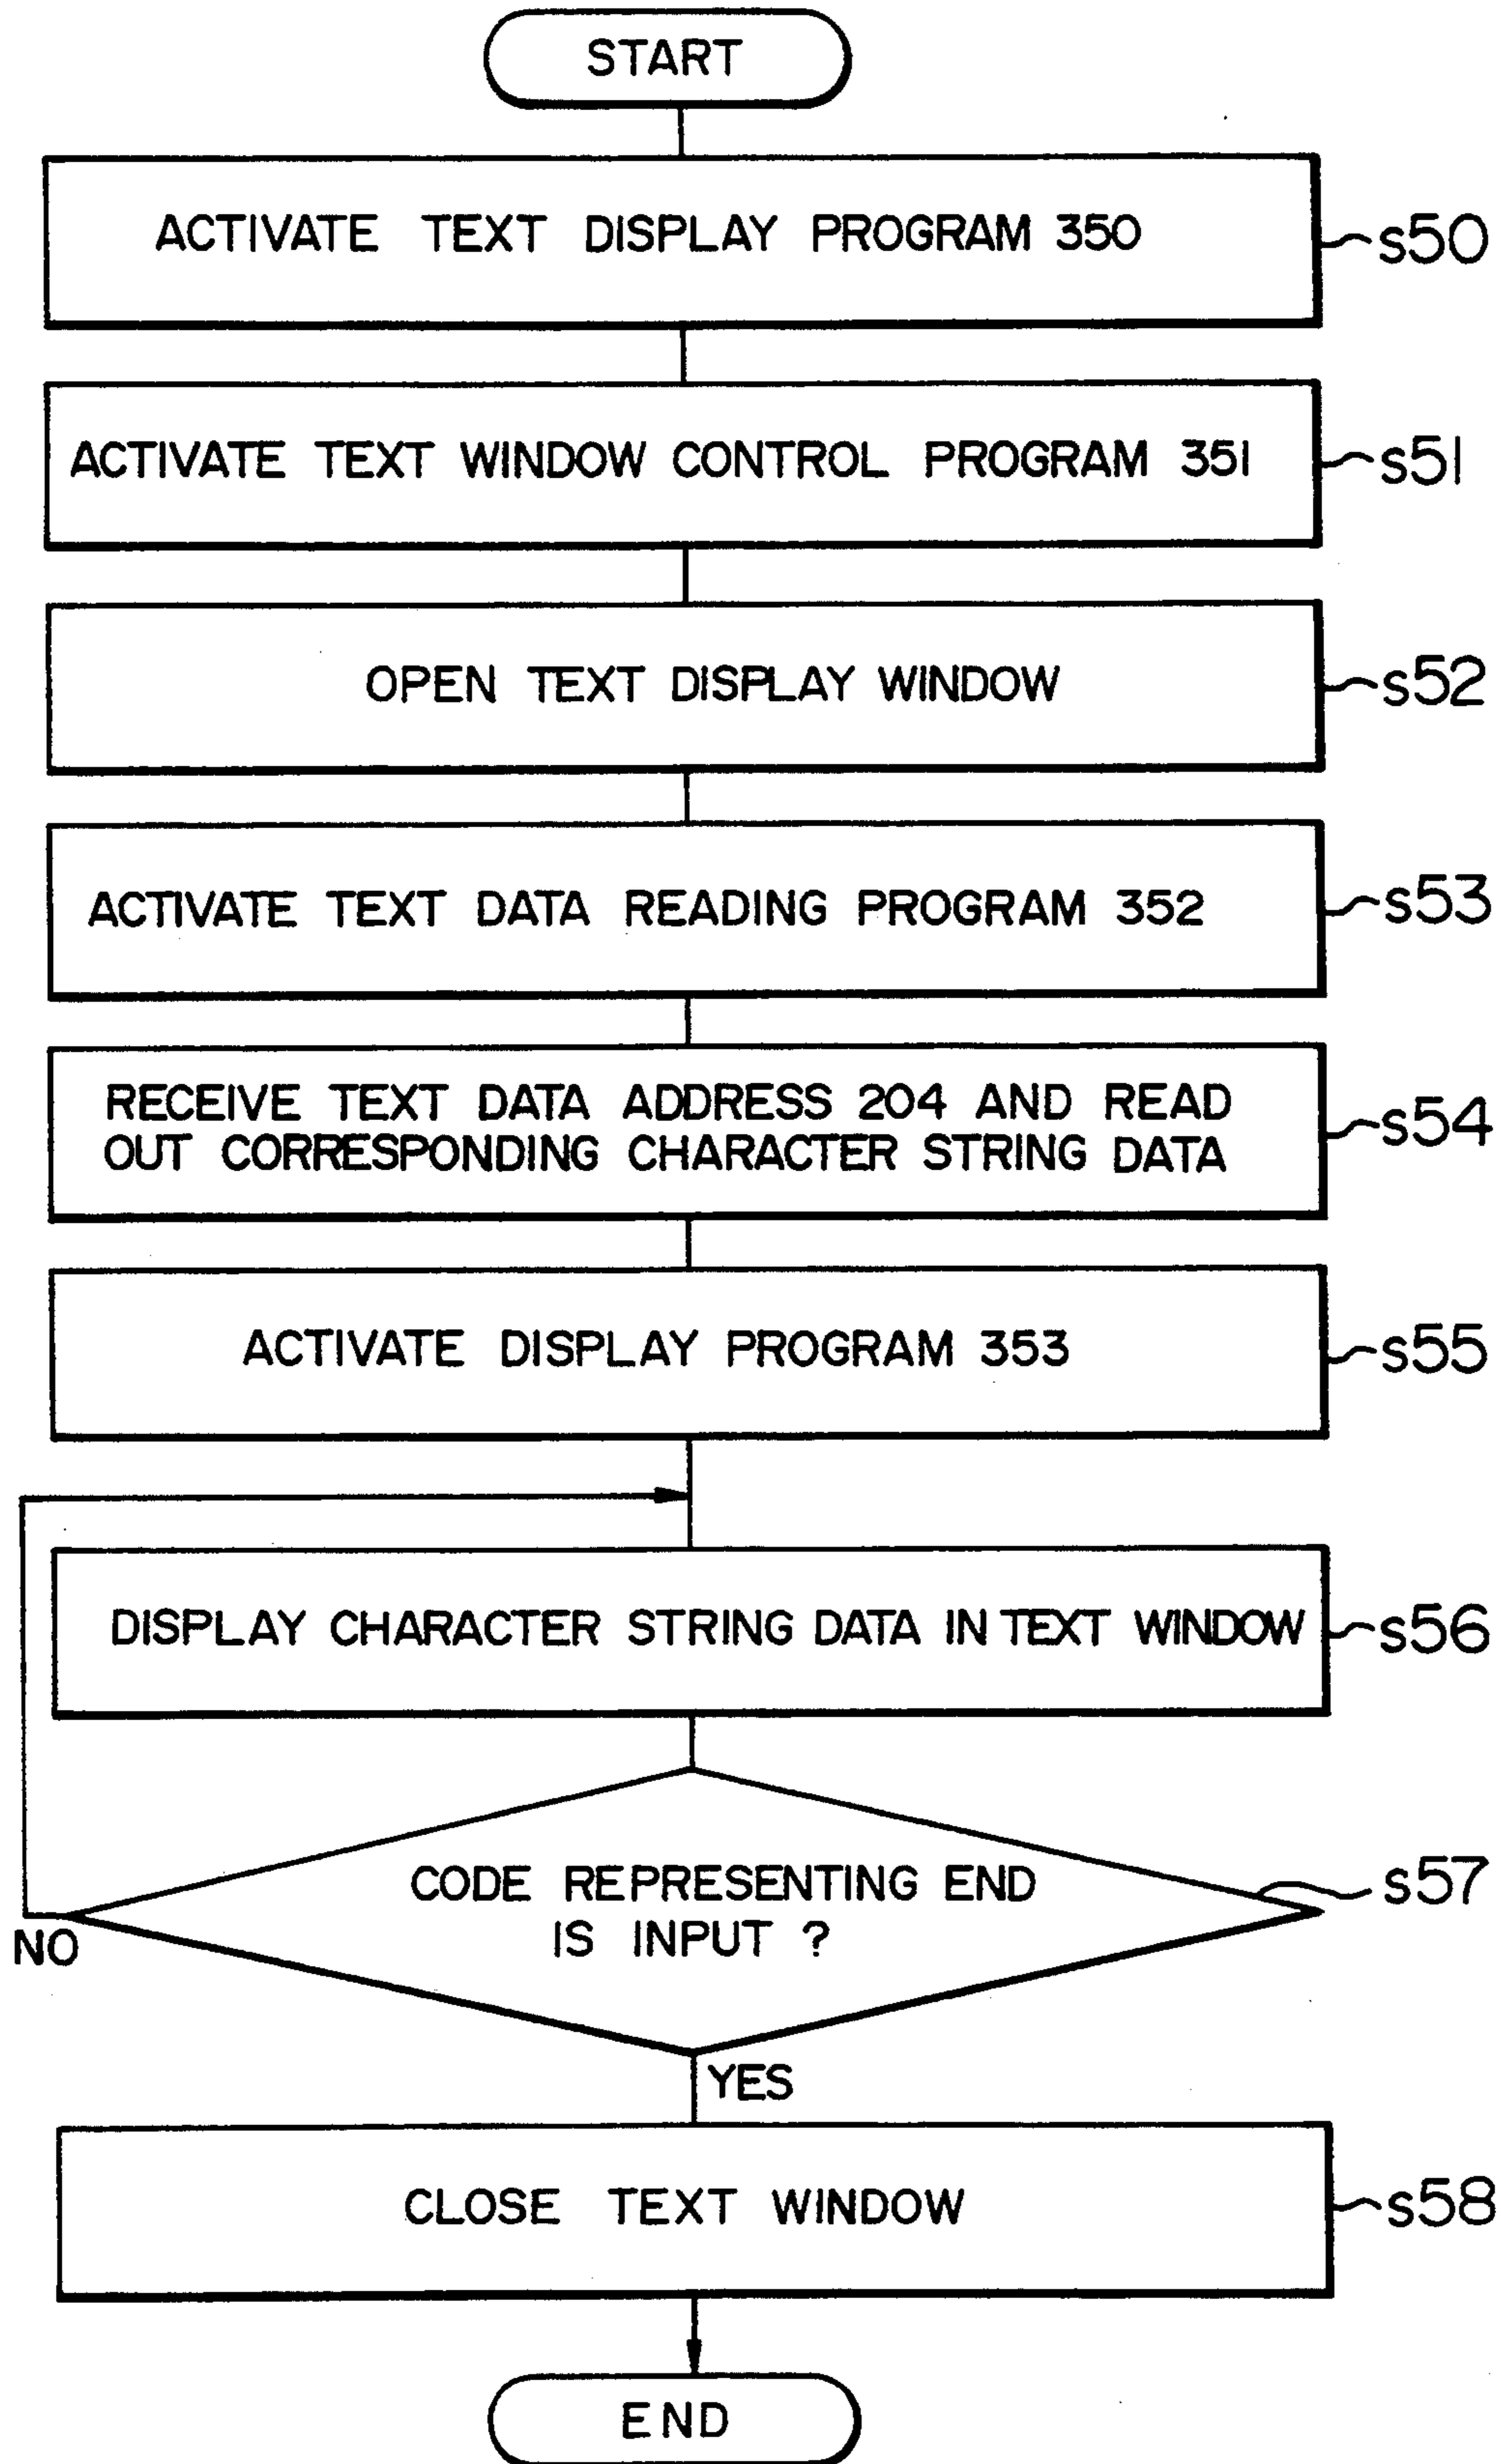 START
ACTIVATE TEXT DISPLAY PROGRAM 350
s50
ACTIVATE TEXT WINDOW CONTROL PROGRAM 351
s51
OPEN TEXT DISPLAY WINDOW
s52
ACTIVATE TEXT DATA READING PROGRAM 352
s53
RECEIVE TEXT DATA ADDRESS 204 AND READ
OUT CORRESPONDING CHARACTER STRING DATA
s54
ACTIVATE DISPLAY PROGRAM 353
s55
DISPLAY CHARACTER STRING DATA IN TEXT WINDOW
s56
CODE REPRESENTING END
IS INPUT ?
s57
NO
YES
CLOSE TEXT WINDOW
s58
END